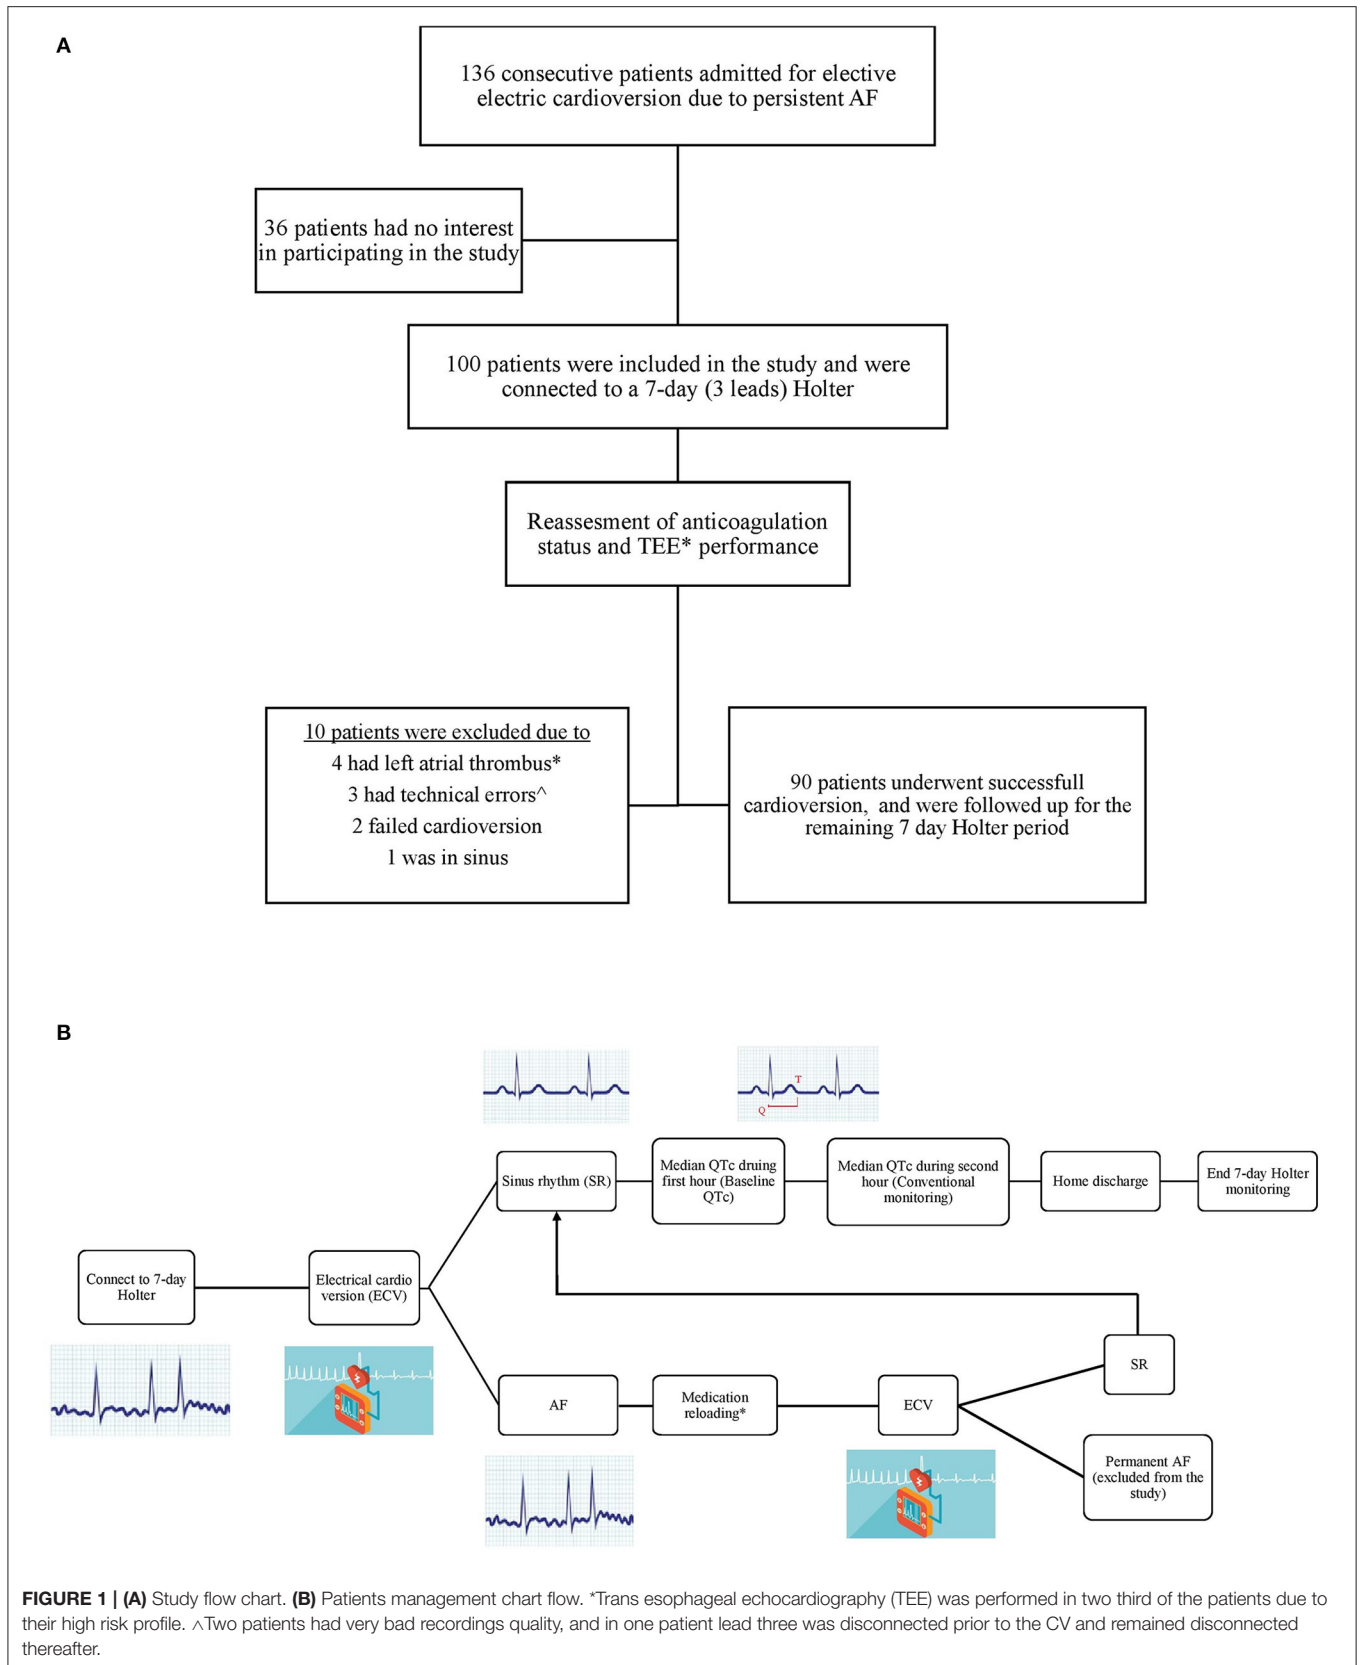 A
136 consecutive patients admitted for elective
electric cardioversion due to persistent AF
36 patients had no interest
in participating in the study
100 patients were included in the study and were
connected to a 7-day (3 leads) Holter
Reassesment of anticoagulation
status and TEE* performance
10 patients were excluded due to
4 had left atrial thrombus*
3 had technical errors^
2 failed cardioversion
1 was in sinus
90 patients underwent successfull
cardioversion, and were followed up for the
remaining 7 day Holter period
B
T
Q
Sinus rhythm (SR)
Median QTc druing
first hour (Baseline
QTc)
Median QTc during second
hour (Conventional
monitoring)
Home discharge
End 7-day Holter
monitoring
Connect to 7-day
Holter
Electrical cardio
version (ECV)
SR
AF
Medication
reloading*
ECV
Permanent AF
(excluded from the
study)
FIGURE 1 | (A) Study flow chart. (B) Patients management chart flow. *Trans esophageal echocardiography (TEE) was performed in two third of the patients due to
their high risk profile. ^Two patients had very bad recordings quality, and in one patient lead three was disconnected prior to the CV and remained disconnected
thereafter.